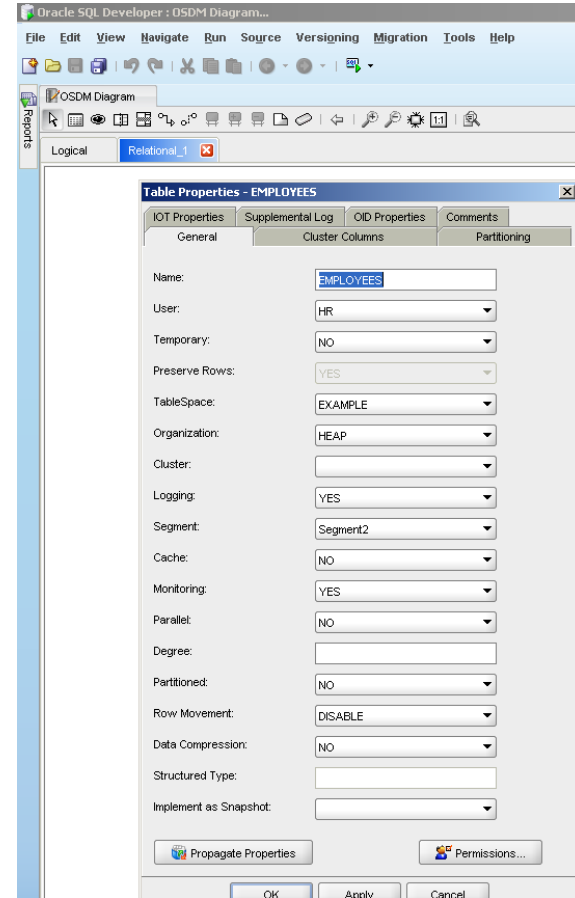 Oracle SQL Developer : OSDM Diagram...
File Edit View Navigate Run Source Versioning Migration Tools Help
Reports
OSDM Diagram
1:1
Logical Relational_1
Table Properties - EMPLOYEES
IOT Properties Supplemental Log OID Properties Comments
General Cluster Columns Partitioning
Name: EMPLOYEES
User: HR
Temporary: NO
Preserve Rows: YES
TableSpace: EXAMPLE
Organization: HEAP
Cluster:
Logging: YES
Segment: Segment2
Cache: NO
Monitoring: YES
Parallel: NO
Degree:
Partitioned: NO
Row Movement: DISABLE
Data Compression: NO
Structured Type:
Implement as Snapshot:
Propagate Properties Permissions...
OK Apply Cancel